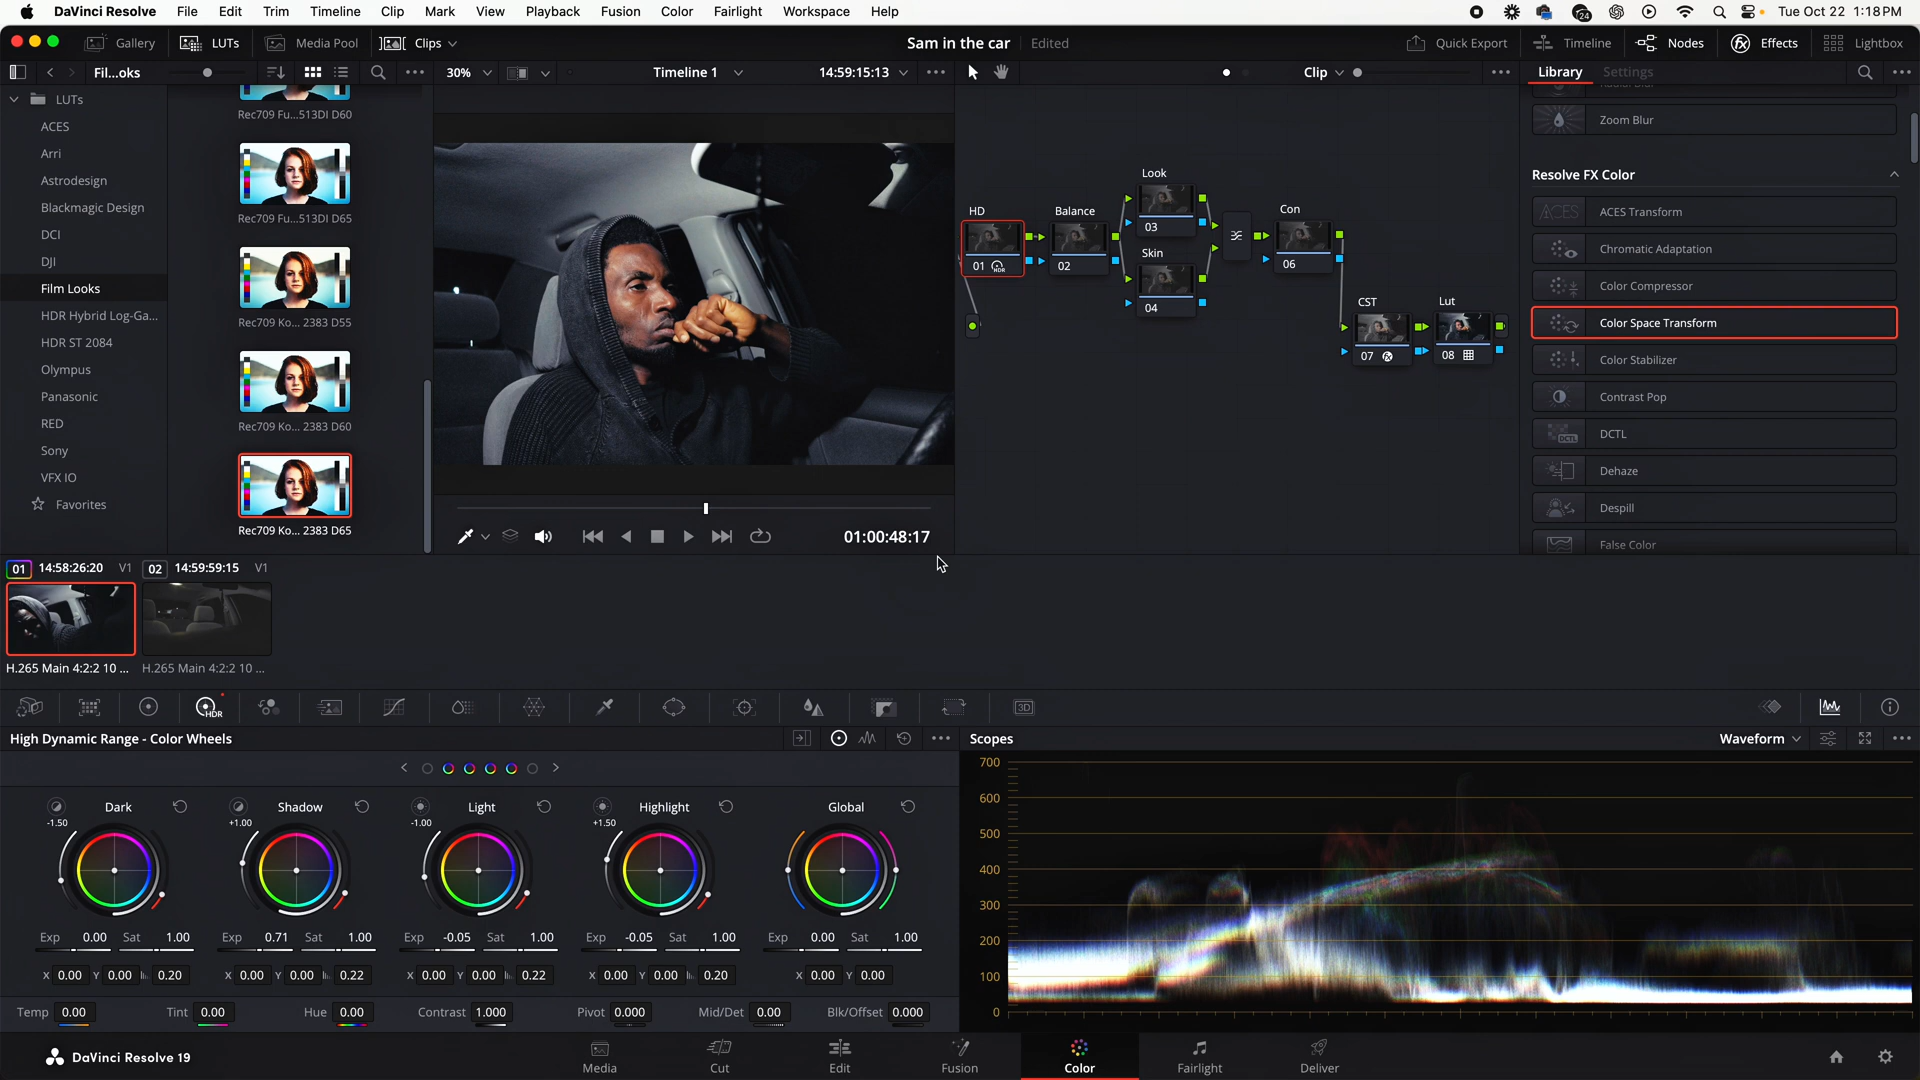 DaVinci Resolve File Edit Trim Timeline Clip Mark View Playback Fusion Color Fairlight Workspace Help 24 Tue Oct 22 1:18 PM
Gallery LUTs Media Pool Clips Sam in the car Edited Quick Export Timeline Nodes Effects Lightbox
Fil...oks 30% Timeline 1 14:59:15:13 Clip Library Settings
LUTs
ACES
Arri
Astrodesign
Blackmagic Design
DCI
DJI
Film Looks
HDR Hybrid Log-Ga...
HDR ST 2084
Olympus
Panasonic
RED
Sony
VFX IO
Favorites
Rec709 Fu...513DI D60
Rec709 Fu...513DI D65
Rec709 Ko... 2383 D55
Rec709 Ko... 2383 D60
Rec709 Ko... 2383 D65
01:00:48:17
HD
01 HDR
Balance
02
Look
03
Skin
04
Con
06
CST
07
Lut
08
Zoom Blur
Resolve FX Color
ACES ACES Transform
Chromatic Adaptation
Color Compressor
Color Space Transform
Color Stabilizer
Contrast Pop
DCTL DCTL
Dehaze
Despill
False Color
01 14:58:26:20 V1 02 14:59:59:15 V1
H.265 Main 4:2:2 10 ... H.265 Main 4:2:2 10 ...
HDR 3D
High Dynamic Range - Color Wheels
Dark Shadow Light Highlight Global
-1.50 +1.00 -1.00 +1.50
Exp 0.00 Sat 1.00 Exp 0.71 Sat 1.00 Exp -0.05 Sat 1.00 Exp -0.05 Sat 1.00 Exp 0.00 Sat 1.00
X 0.00 Y 0.00 0.20 X 0.00 Y 0.00 0.22 X 0.00 Y 0.00 0.22 X 0.00 Y 0.00 0.20 X 0.00 Y 0.00
Temp 0.00 Tint 0.00 Hue 0.00 Contrast 1.000 Pivot 0.000 Mid/Det 0.00 Blk/Offset 0.000
Scopes Waveform
700
600
500
400
300
200
100
0
DaVinci Resolve 19
Media Cut Edit Fusion Color Fairlight Deliver